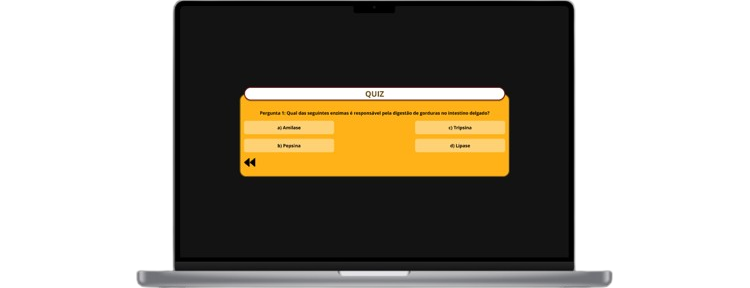 QUIZ
Pergunta 1: Qual das seguintes enzimas é responsável pela digestão de gorduras no intestino delgado?
a) Amilase
c) Tripsina
b) Pepsina
d) Lipase